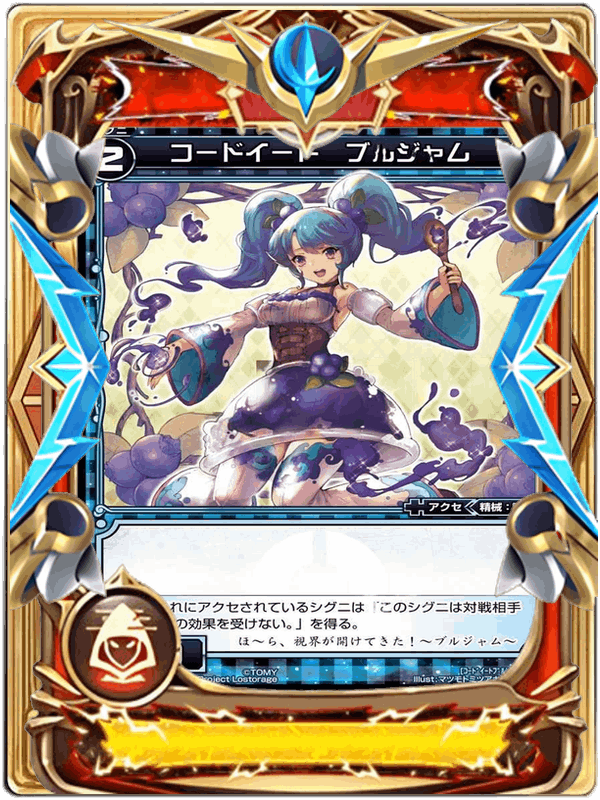 2
コードイート ブルジャム
アクセ 精械：
れにアクセされているシグニは「このシグニは対戦相手
の効果を受けない。」を得る。
ほ～ら、視界が開けてきた！～ブルジャム～
©TOMY
roject Lostorage
Illust:マツモトミツアキ